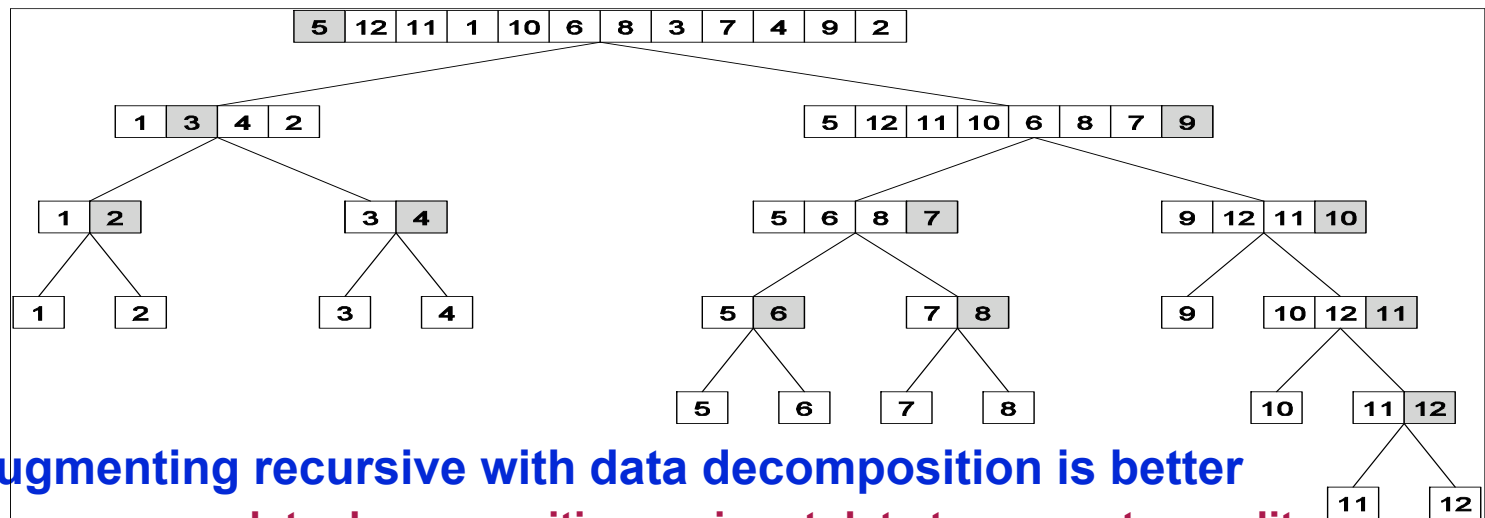 5 12 11 1 10 6 8 3 7 4 9 2
1 3 4 2 5 12 11 10 6 8 7 9
1 2 3 4 5 6 8 7 9 12 11 10
1 2 3 4 5 6 7 8 9 10 12 11
5 6 7 8 10 11 12
ugmenting recursive with data decomposition is better
11 12